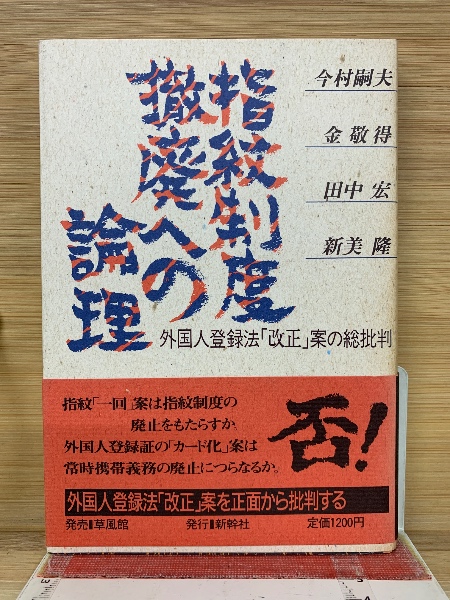 指紋制度
撤廃への
論理
今村嗣夫
金敬得
田中宏
新美隆
外国人登録法「改正」案の総批判
指紋「一回」案は指紋制度の
廃止をもたらすか。
外国人登録証の「カード化」案は
常時携帯義務の廃止につらなるか。
否!
外国人登録法「改正」案を正面から批判する
発売 草風館
発行 新幹社
定価1200円